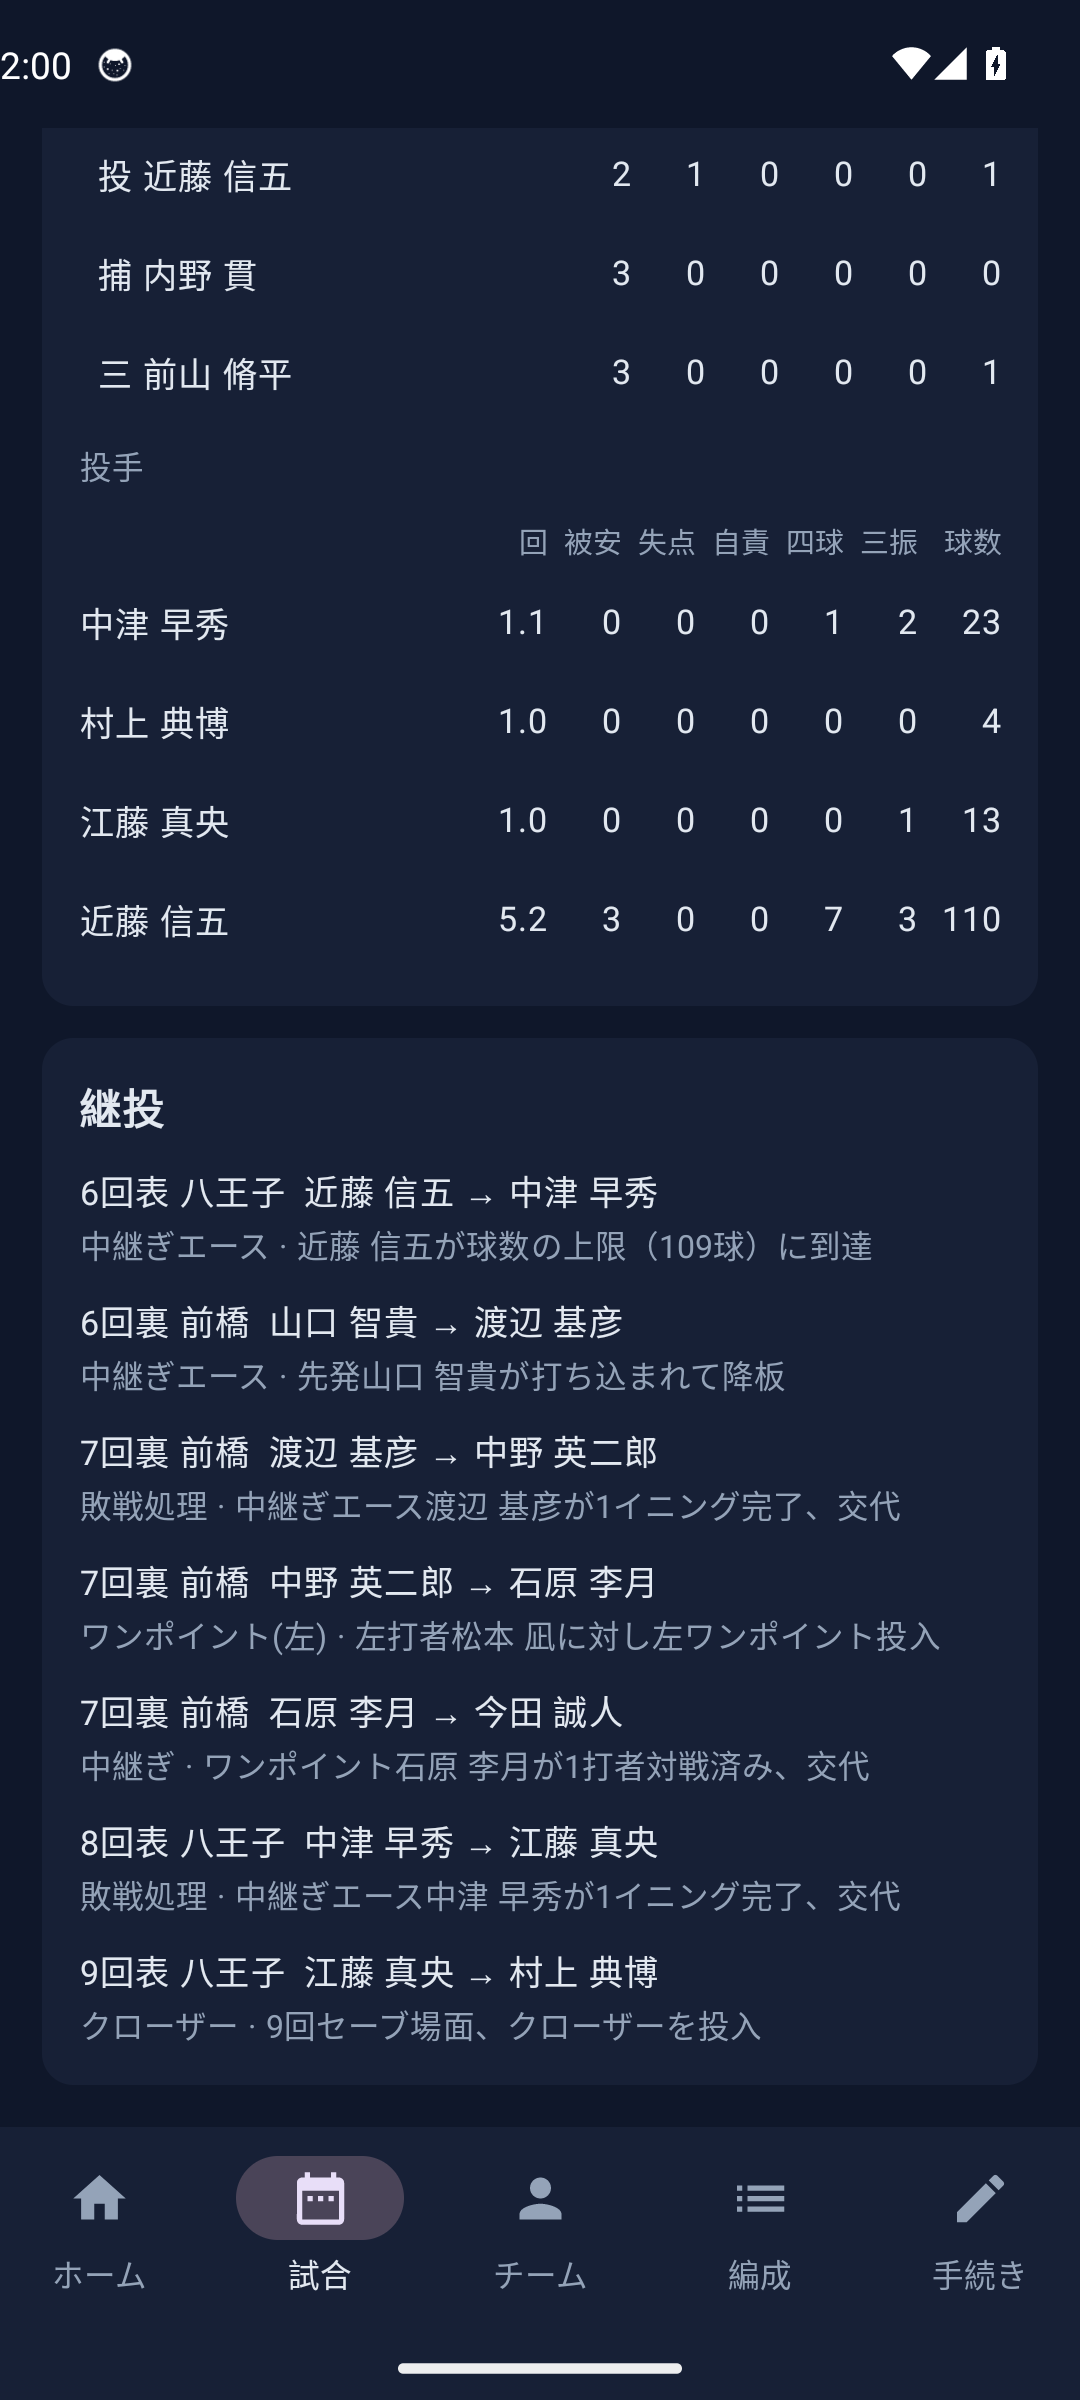 2:00
投 近藤 信五 2 1 0 0 0 1
捕 内野 貫 3 0 0 0 0 0
三 前山 脩平 3 0 0 0 0 1
投手
回 被安 失点 自責 四球 三振 球数
中津 早秀 1.1 0 0 0 1 2 23
村上 典博 1.0 0 0 0 0 0 4
江藤 真央 1.0 0 0 0 0 1 13
近藤 信五 5.2 3 0 0 7 3 110
継投
6回表 八王子 近藤 信五 → 中津 早秀
中継ぎエース · 近藤 信五が球数の上限（109球）に到達
6回裏 前橋 山口 智貴 → 渡辺 基彦
中継ぎエース · 先発山口 智貴が打ち込まれて降板
7回裏 前橋 渡辺 基彦 → 中野 英二郎
敗戦処理 · 中継ぎエース渡辺 基彦が1イニング完了、交代
7回裏 前橋 中野 英二郎 → 石原 李月
ワンポイント(左) · 左打者松本 凪に対し左ワンポイント投入
7回裏 前橋 石原 李月 → 今田 誠人
中継ぎ · ワンポイント石原 李月が1打者対戦済み、交代
8回表 八王子 中津 早秀 → 江藤 真央
敗戦処理 · 中継ぎエース中津 早秀が1イニング完了、交代
9回表 八王子 江藤 真央 → 村上 典博
クローザー · 9回セーブ場面、クローザーを投入
ホーム 試合 チーム 編成 手続き